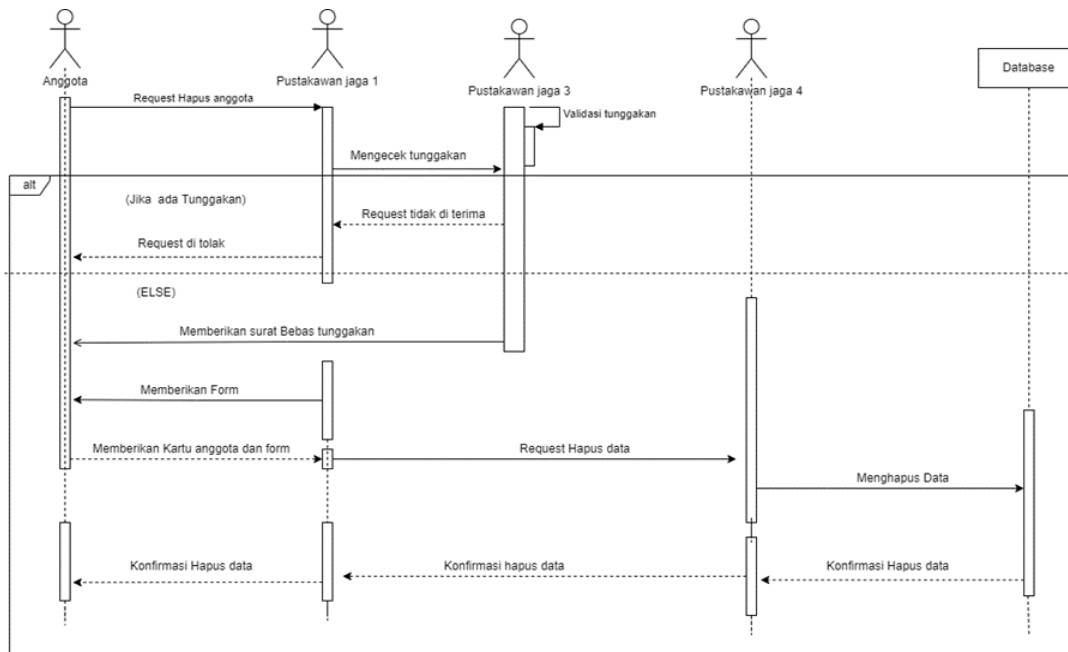 Anggota
Pustakawan jaga 1
Pustakawan jaga 3
Pustakawan jaga 4
Database
Request Hapus anggota
Validasi tunggakan
Mengecek tunggakan
alt
(Jika ada Tunggakan)
Request tidak di terima
Request di tolak
(ELSE)
Memberikan surat Bebas tunggakan
Memberikan Form
Memberikan Kartu anggota dan form
Request Hapus data
Menghapus Data
Konfirmasi Hapus data
Konfirmasi hapus data
Konfirmasi Hapus data